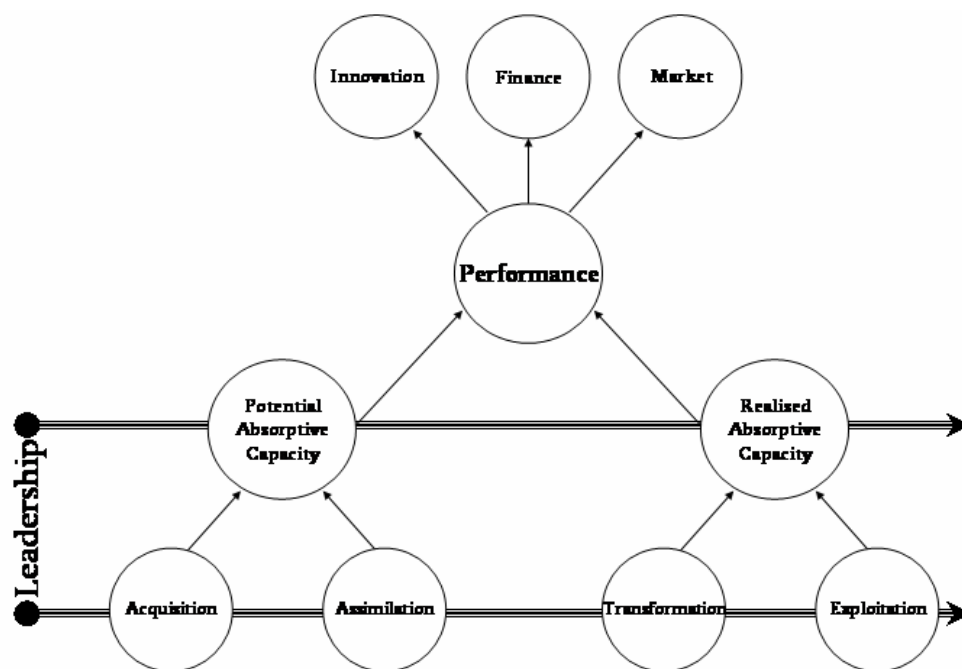 Innovation
Finance
Market
Performance
Potential
Absorptive
Capacity
Realised
Absorptive
Capacity
Leadership
Acquisition
Assimilation
Transformation
Exploitation